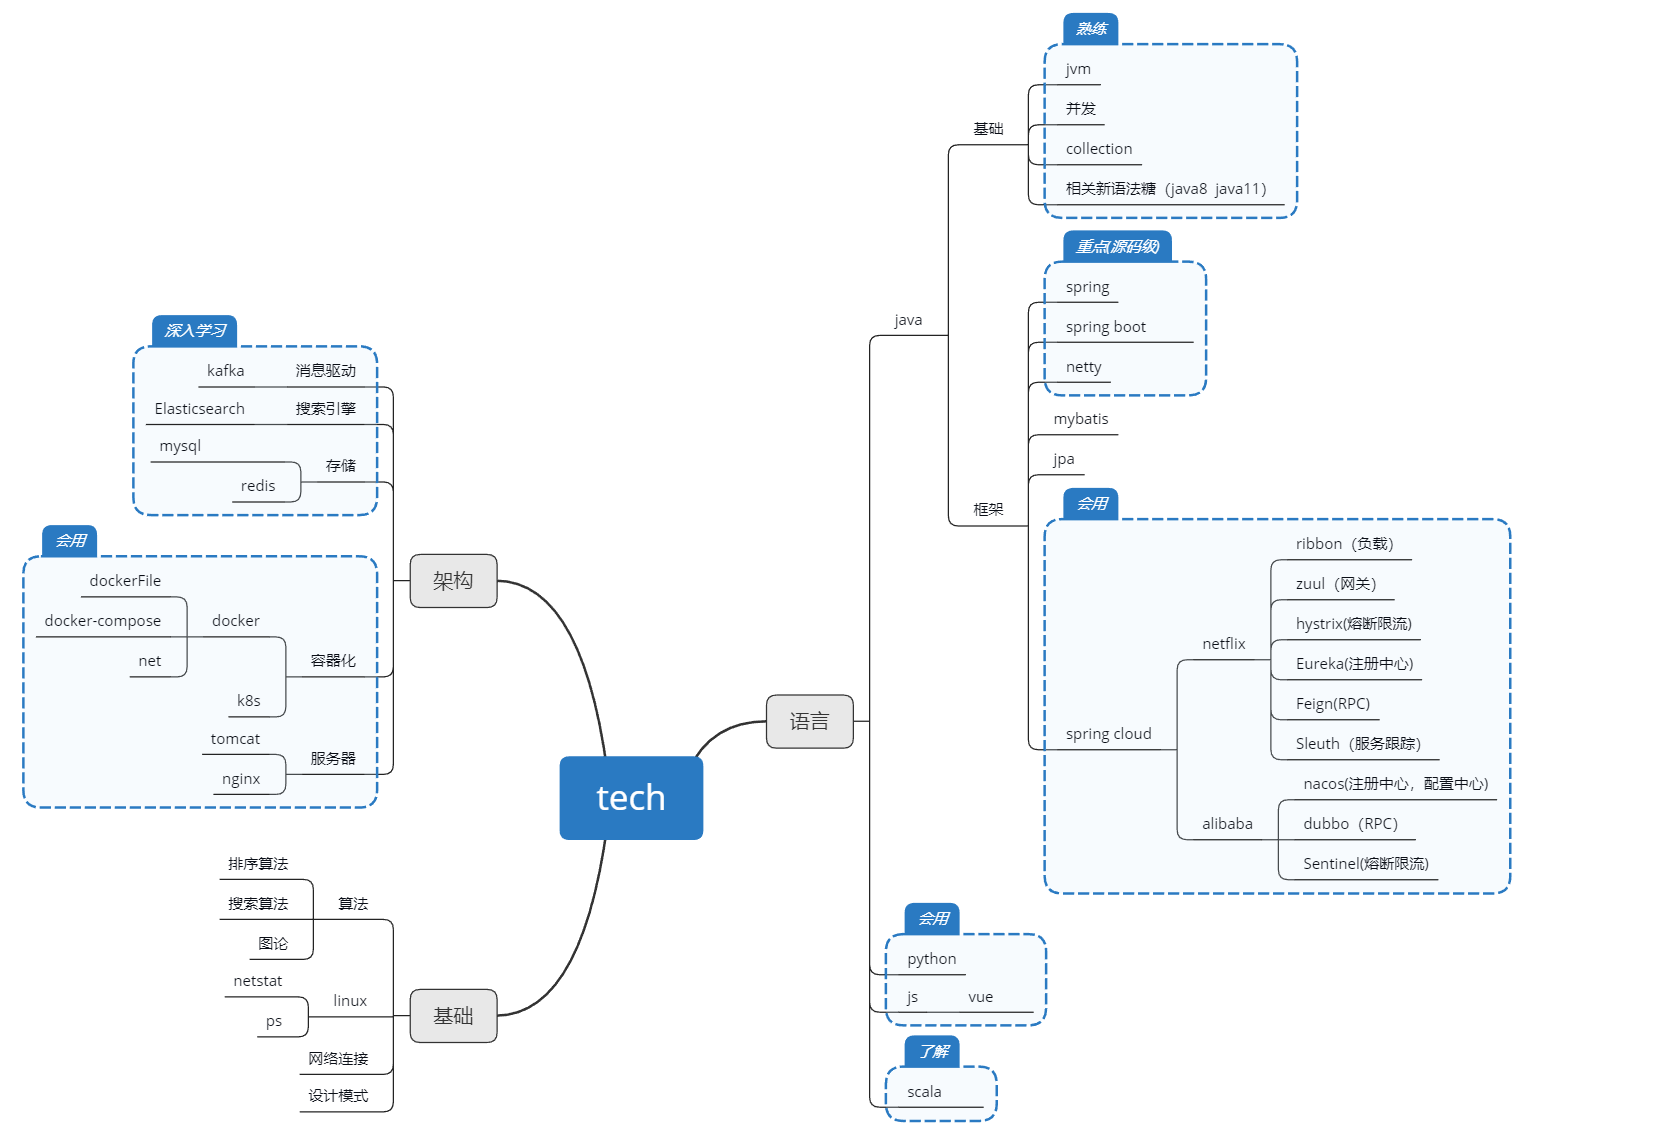 tech
语言
java
基础
熟练
jvm
并发
collection
相关新语法糖（java8 java11）
框架
重点(源码级)
spring
spring boot
netty
mybatis
jpa
会用
spring cloud
netflix
ribbon（负载）
zuul（网关）
hystrix(熔断限流)
Eureka(注册中心)
Feign(RPC)
Sleuth（服务跟踪）
alibaba
nacos(注册中心，配置中心)
dubbo（RPC）
Sentinel(熔断限流)
会用
python
js vue
了解
scala
架构
深入学习
kafka 消息驱动
Elasticsearch 搜索引擎
mysql
存储
redis
会用
dockerFile
docker-compose docker
net
容器化
k8s
tomcat
服务器
nginx
基础
排序算法
搜索算法 算法
图论
netstat
linux
ps
网络连接
设计模式